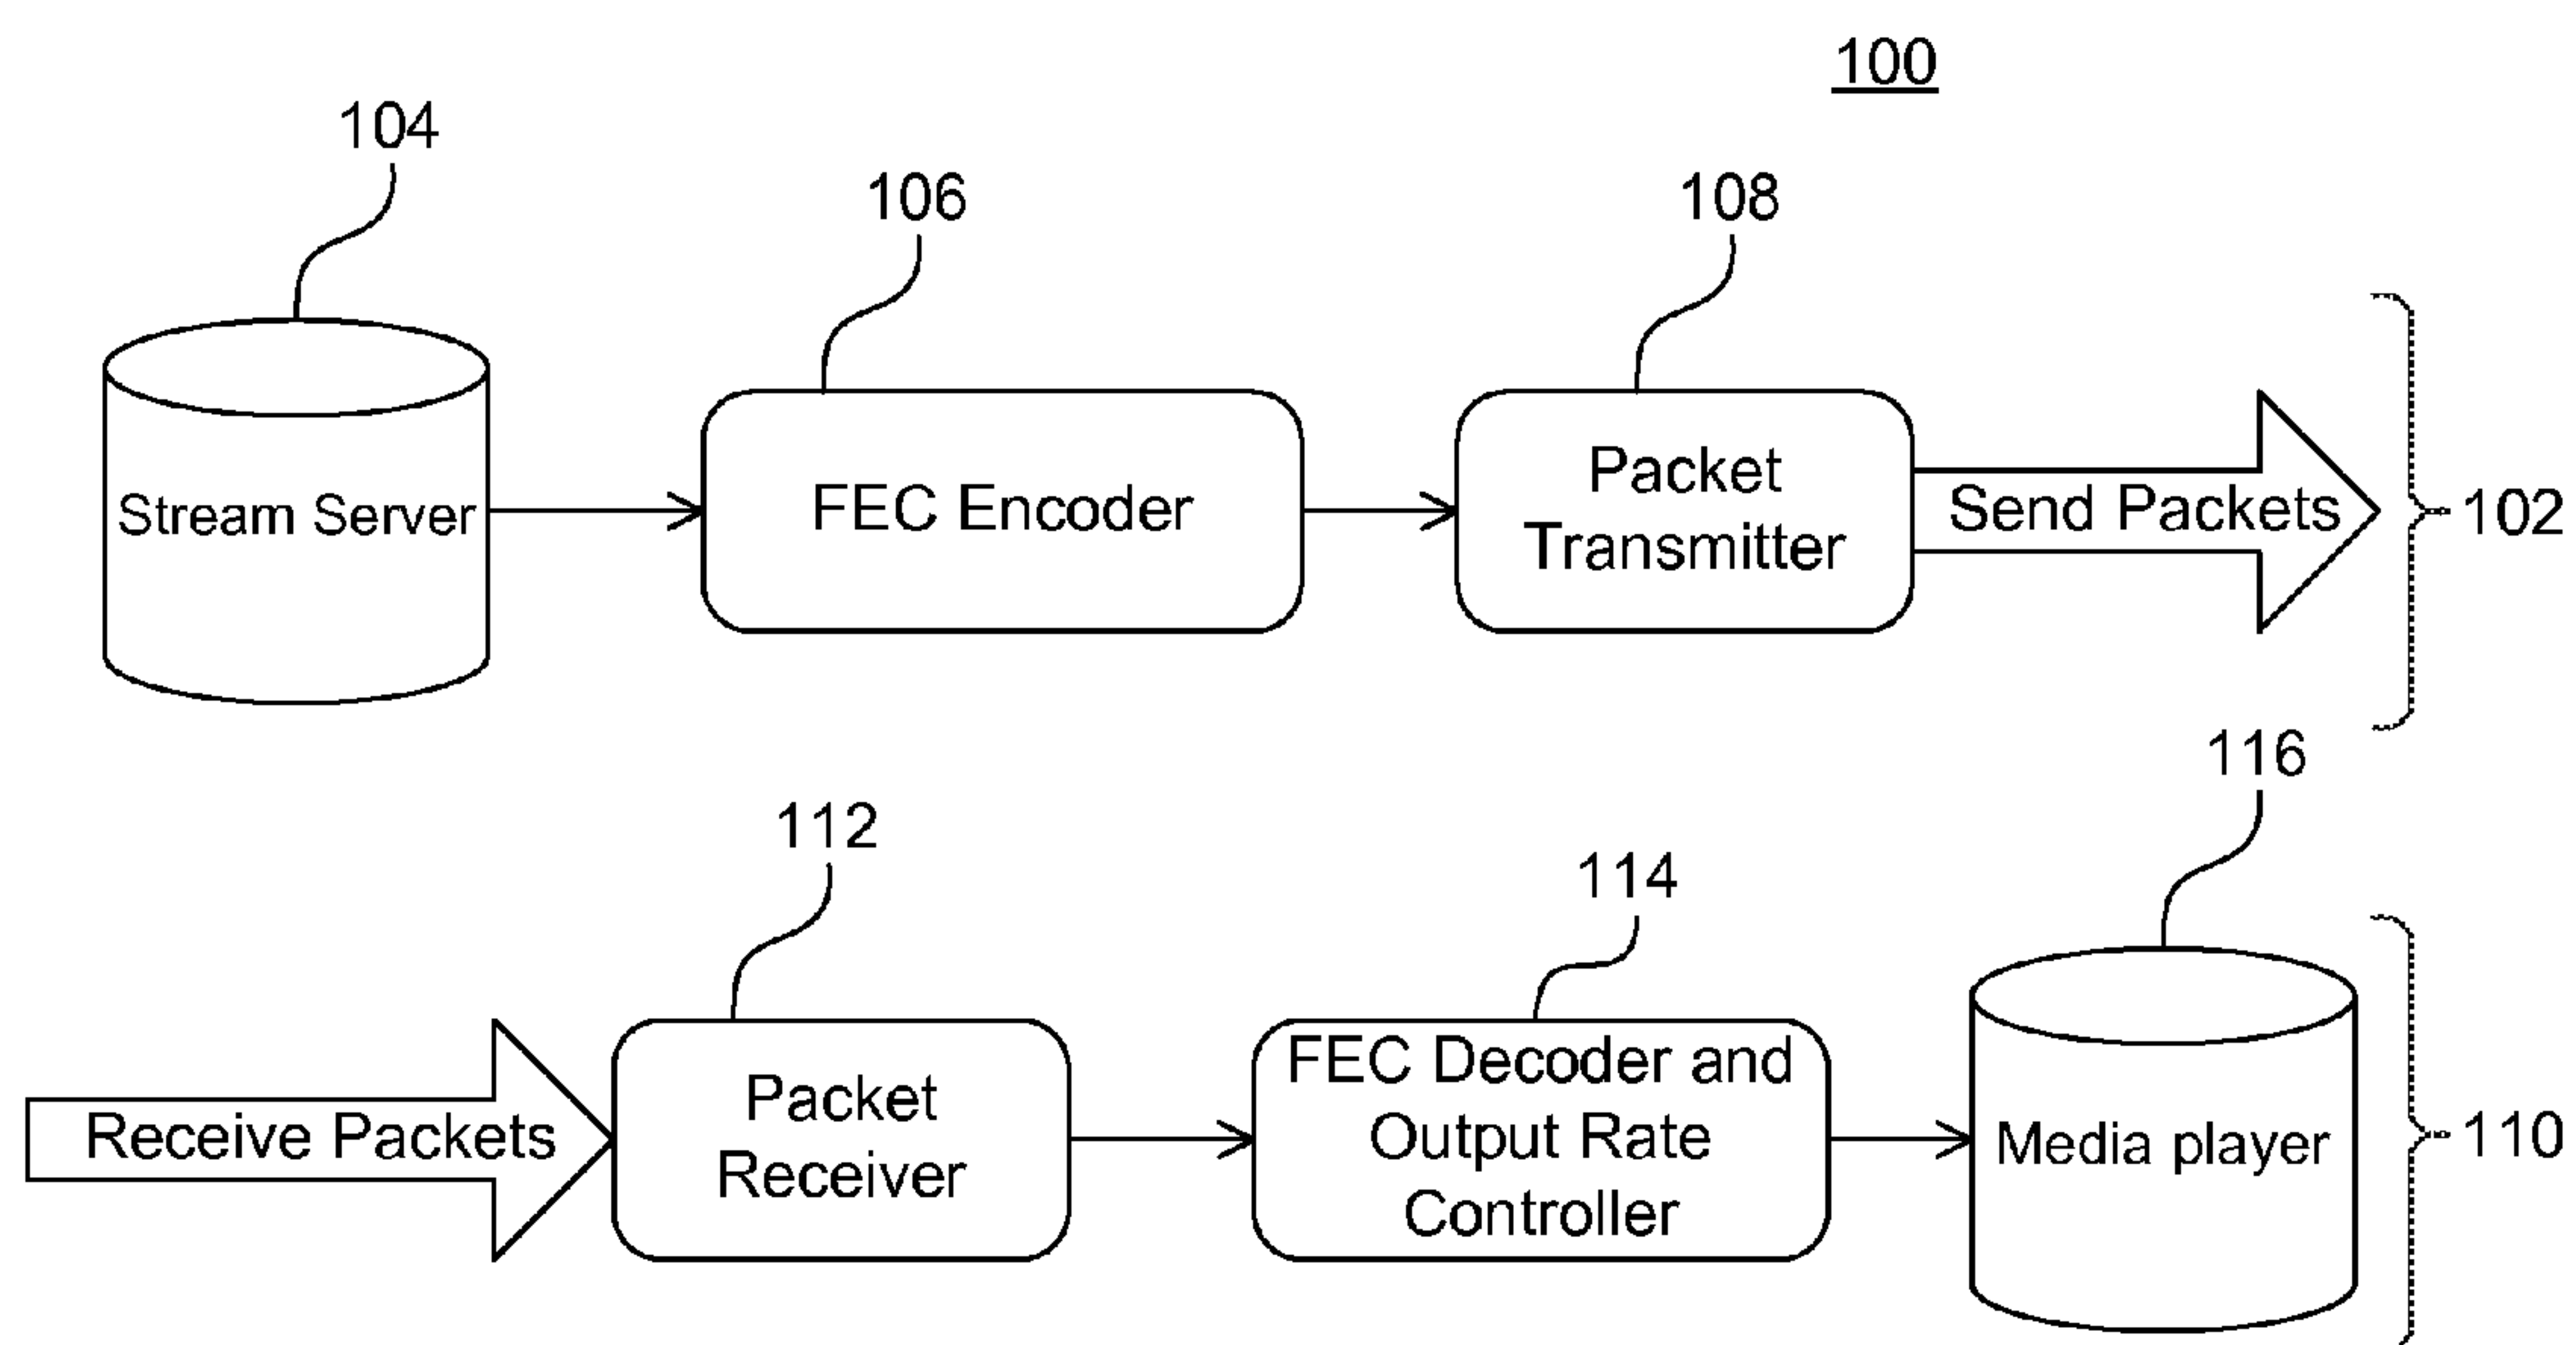 100
104
106
108
Stream Server
FEC Encoder
Packet
Transmitter
Send Packets
102
116
112
114
Receive Packets
Packet
Receiver
FEC Decoder and
Output Rate
Controller
Media player
110